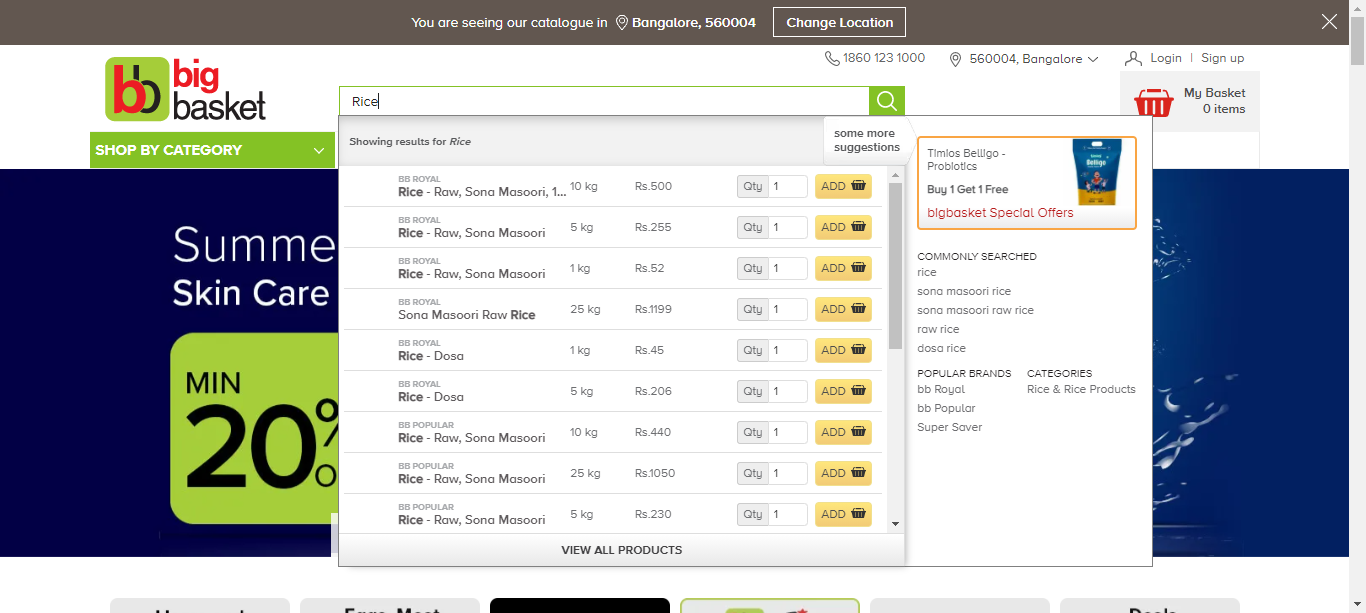 You are seeing our catalogue in Bangalore, 560004 Change Location
1860 123 1000 560004, Bangalore Login | Sign up
bb big basket
Rice
My Basket
0 items
SHOP BY CATEGORY
Showing results for Rice
some more
suggestions
BB ROYAL
Rice - Raw, Sona Masoori, 1... 10 kg Rs.500 Qty 1 ADD
BB ROYAL
Rice - Raw, Sona Masoori 5 kg Rs.255 Qty 1 ADD
BB ROYAL
Rice - Raw, Sona Masoori 1 kg Rs.52 Qty 1 ADD
BB ROYAL
Sona Masoori Raw Rice 25 kg Rs.1199 Qty 1 ADD
BB ROYAL
Rice - Dosa 1 kg Rs.45 Qty 1 ADD
BB ROYAL
Rice - Dosa 5 kg Rs.206 Qty 1 ADD
BB POPULAR
Rice - Raw, Sona Masoori 10 kg Rs.440 Qty 1 ADD
BB POPULAR
Rice - Raw, Sona Masoori 25 kg Rs.1050 Qty 1 ADD
BB POPULAR
Rice - Raw, Sona Masoori 5 kg Rs.230 Qty 1 ADD
VIEW ALL PRODUCTS
Timios Belligo -
Probiotics
Buy 1 Get 1 Free
bigbasket Special Offers
COMMONLY SEARCHED
rice
sona masoori rice
sona masoori raw rice
raw rice
dosa rice
POPULAR BRANDS
bb Royal
bb Popular
Super Saver
CATEGORIES
Rice & Rice Products
Summe
Skin Care
MIN
20%